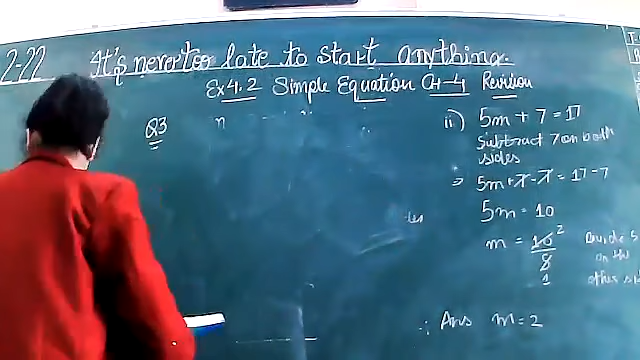 2-22
It's never too late to start anything.
Ex 4.2 Simple Equation Ch-4 Revision
Q3
ii) 5m + 7 = 17
Subtract 7 on both
sides
5m + 7 - 7 = 17 - 7
5m = 10
m = 10 2
Divide 5
on the
other
∴ Ans m = 2